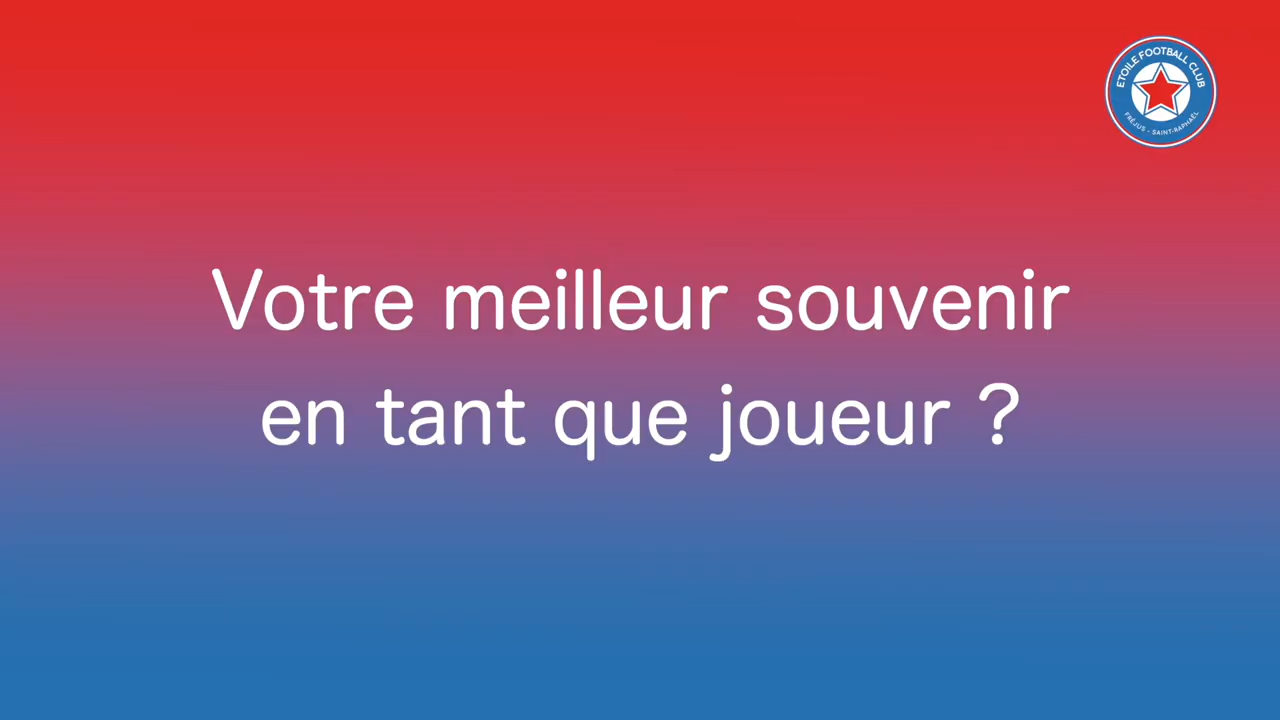 ETOILE FOOTBALL CLUB
FRÉJUS - SAINT-RAPHAËL
Votre meilleur souvenir
en tant que joueur ?